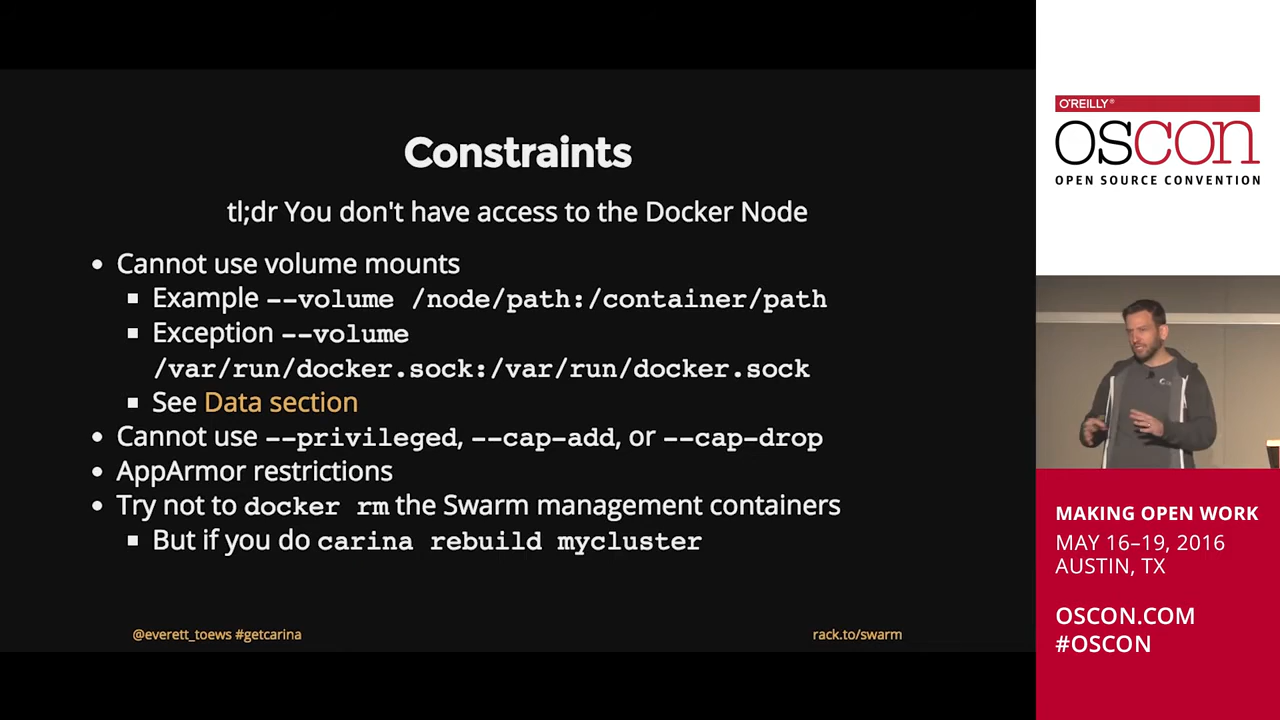 Constraints
tl;dr You don't have access to the Docker Node
Cannot use volume mounts
Example --volume /node/path:/container/path
Exception --volume
/var/run/docker.sock:/var/run/docker.sock
See Data section
Cannot use --privileged, --cap-add, or --cap-drop
AppArmor restrictions
Try not to docker rm the Swarm management containers
But if you do carina rebuild mycluster
@everett_toews #getcarina
rack.to/swarm
O'REILLY®
OSCON
OPEN SOURCE CONVENTION
MAKING OPEN WORK
MAY 16–19, 2016
AUSTIN, TX
OSCON.COM
#OSCON